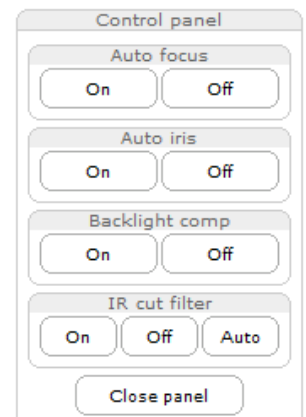 Control panel
Auto focus
On Off
Auto iris
On Off
Backlight comp
On Off
IR cut filter
On Off Auto
Close panel